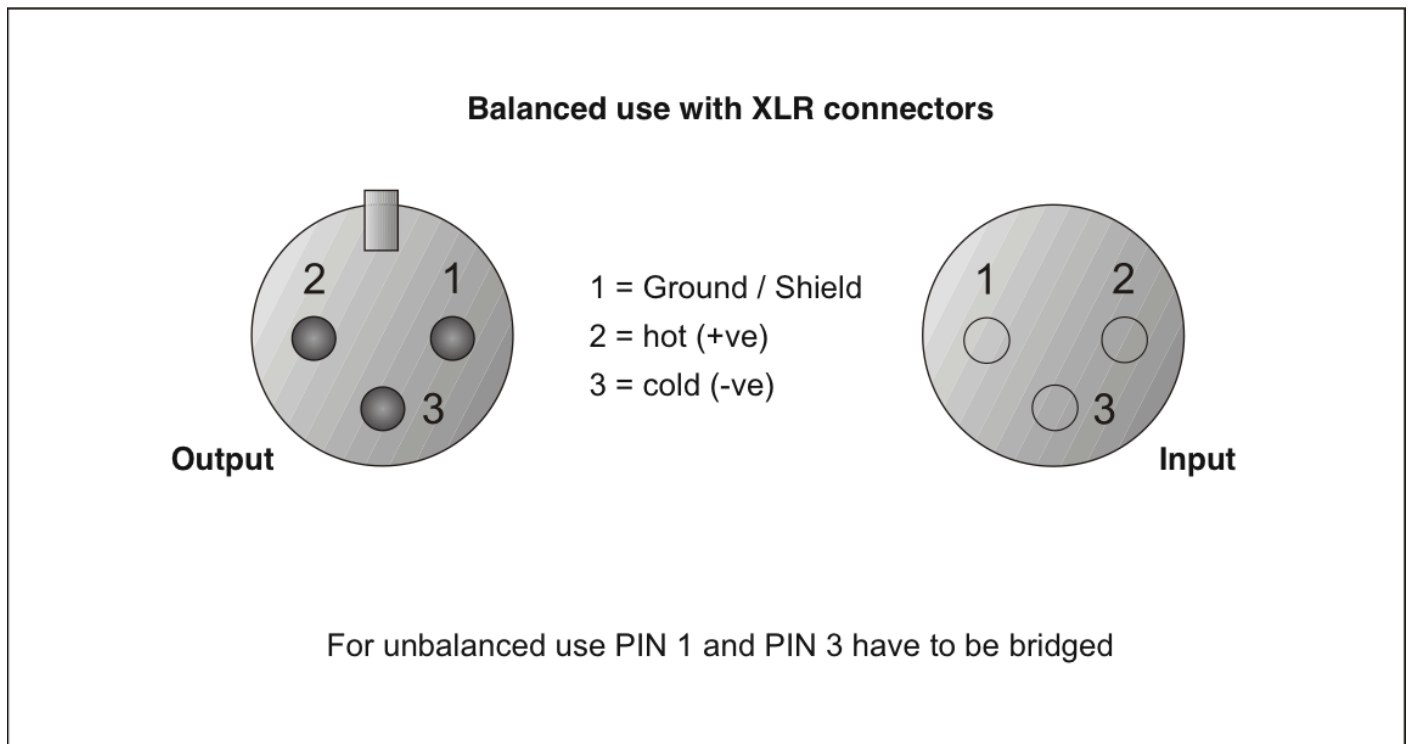 Balanced use with XLR connectors
2 1
3
Output
1 = Ground / Shield
2 = hot (+ve)
3 = cold (-ve)
1 2
3
Input
For unbalanced use PIN 1 and PIN 3 have to be bridged